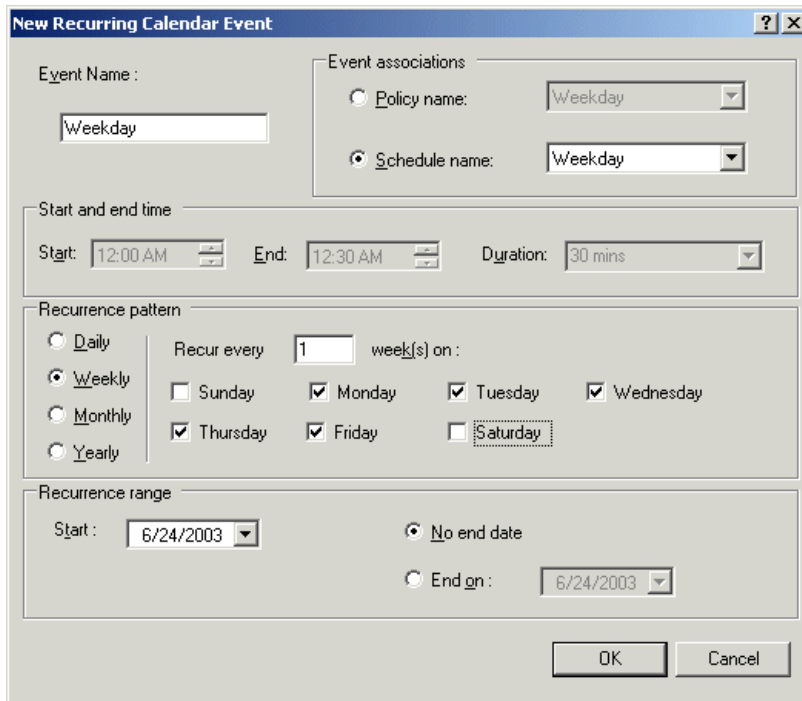 New Recurring Calendar Event
Event Name :
Weekday
Event associations
Policy name: Weekday
Schedule name: Weekday
Start and end time
Start: 12:00 AM End: 12:30 AM Duration: 30 mins
Recurrence pattern
Daily
Weekly
Monthly
Yearly
Recur every 1 week(s) on :
Sunday Monday Tuesday Wednesday
Thursday Friday Saturday
Recurrence range
Start : 6/24/2003
No end date
End on : 6/24/2003
OK Cancel